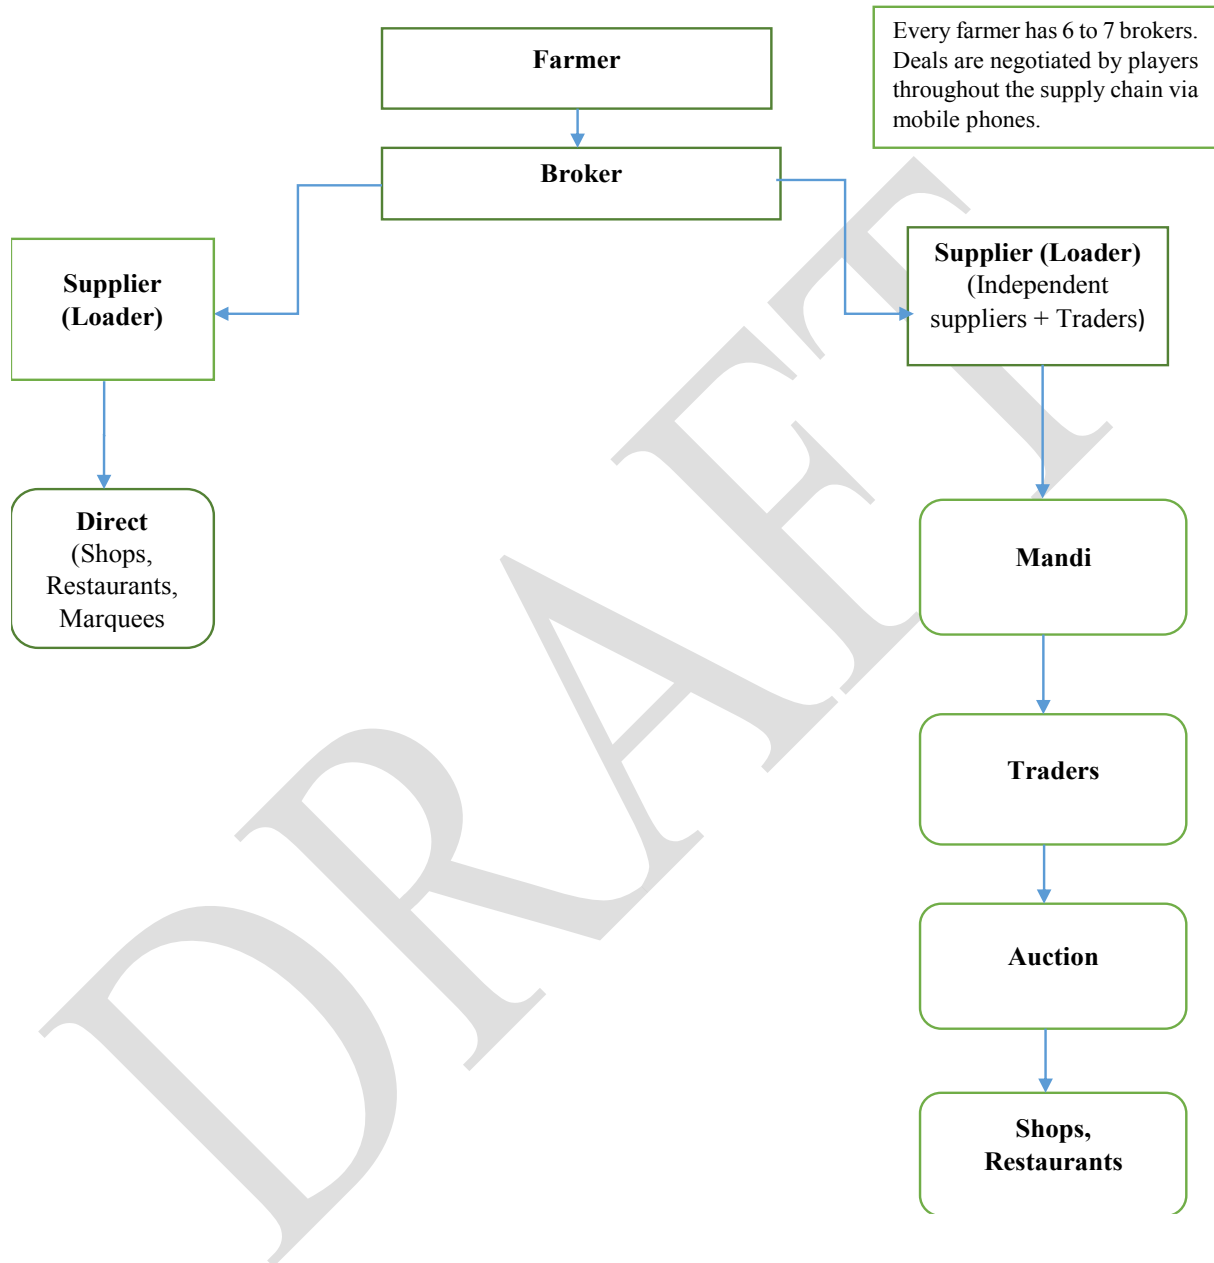 Every farmer has 6 to 7 brokers.
Deals are negotiated by players
throughout the supply chain via
mobile phones.
Farmer
Broker
Supplier
(Loader)
Supplier (Loader)
(Independent
suppliers + Traders)
Direct
(Shops,
Restaurants,
Marquees
Mandi
Traders
Auction
Shops,
Restaurants
DRAFT